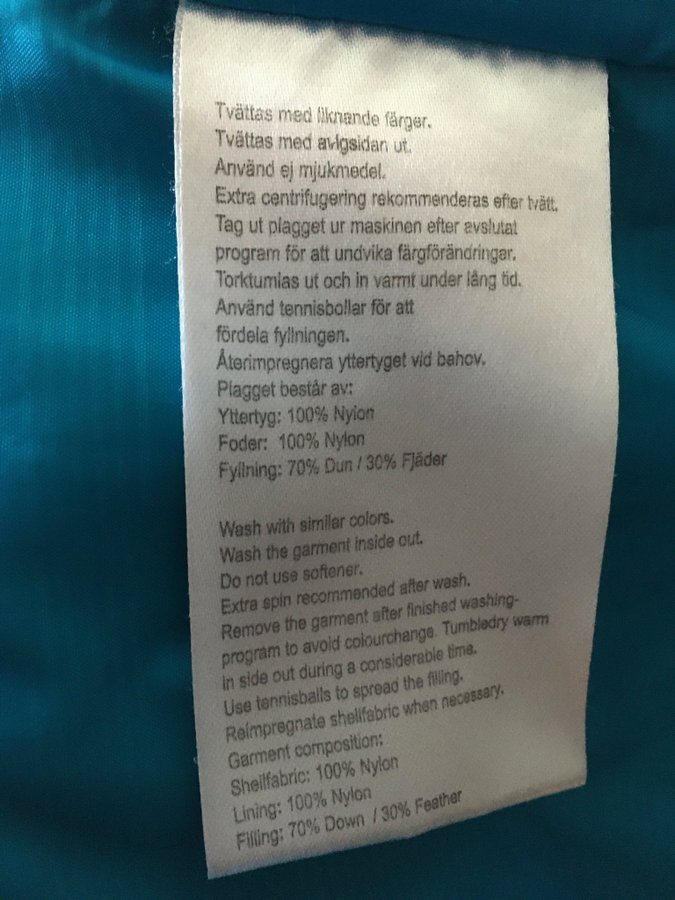 Tvättas med liknande färger.
Tvättas med avigsidan ut.
Använd ej mjukmedel.
Extra centrifugering rekommenderas efter tvätt.
Tag ut plagget ur maskinen efter avslutat
program för att undvika färgförändringar.
Torktumlas ut och in varmt under lång tid.
Använd tennisbollar för att
fördela fyllningen.
Återimpregnera yttertyget vid behov.
Plagget består av:
Yttertyg: 100% Nylon
Foder: 100% Nylon
Fyllning: 70% Dun / 30% Fjäder
Wash with similar colors.
Wash the garment inside out.
Do not use softener.
Extra spin recommended after wash.
Remove the garment after finished washing-
program to avoid colourchange. Tumbledry warm
in side out during a considerable time.
Use tennisballs to spread the filling.
Reimpregnate shellfabric when necessary.
Garment composition:
Shellfabric: 100% Nylon
Lining: 100% Nylon
Filling: 70% Down / 30% Feather